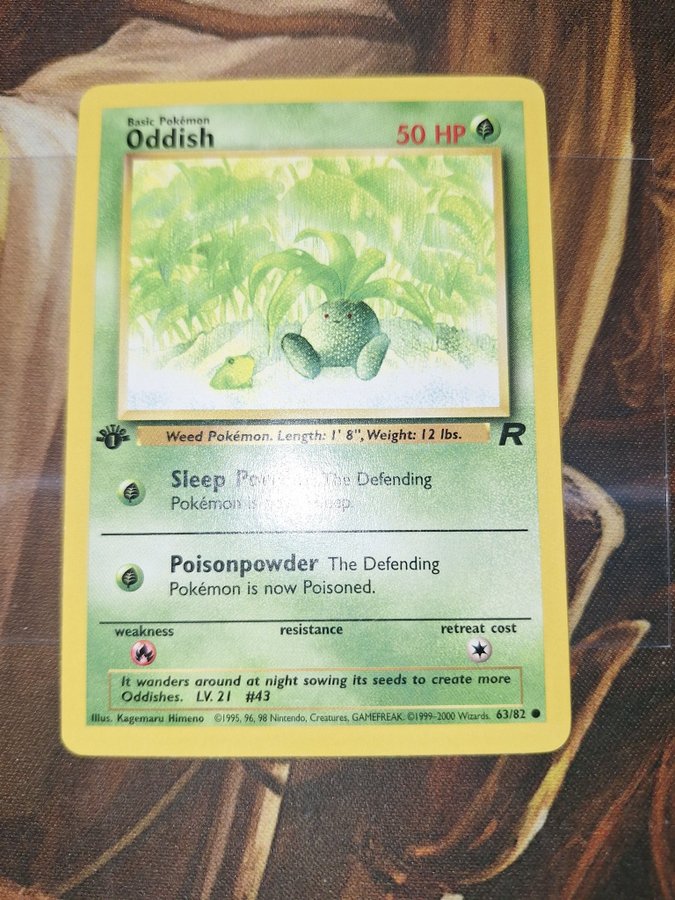 Basic Pokémon
Oddish
50 HP
EDITION
1
Weed Pokémon. Length: 1' 8", Weight: 12 lbs.
R
Sleep The Defending
Pokémon is
Poisonpowder The Defending
Pokémon is now Poisoned.
weakness resistance retreat cost
It wanders around at night sowing its seeds to create more
Oddishes. LV. 21 #43
Illus. Kagemaru Himeno ©1995, 96, 98 Nintendo, Creatures, GAMEFREAK. ©1999-2000 Wizards. 63/82